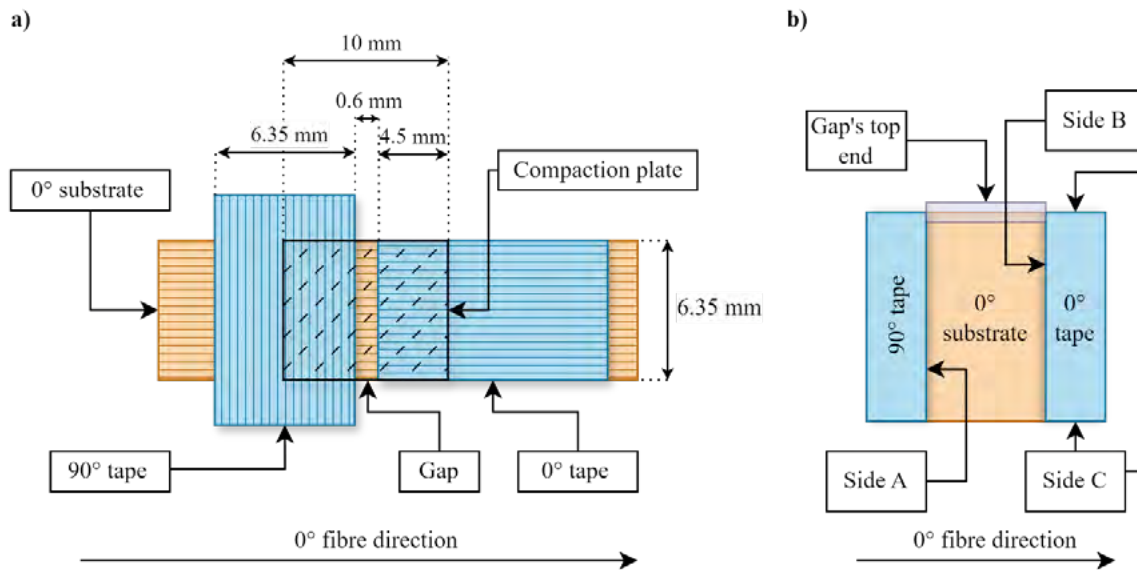 a)
10 mm
0.6 mm
6.35 mm
4.5 mm
0° substrate
Compaction plate
6.35 mm
90° tape
Gap
0° tape
0° fibre direction
b)
Gap's top
end
Side B
90° tape
0°
substrate
0°
tape
Side A
Side C
0° fibre direction